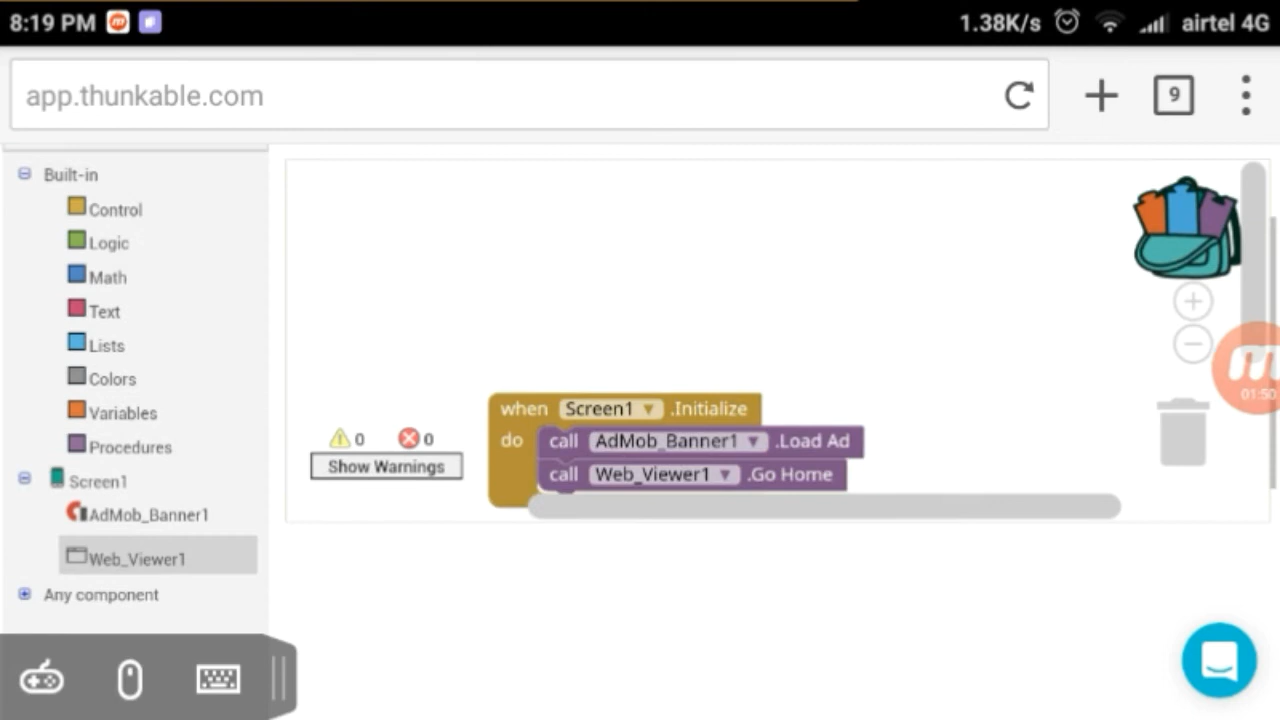 8:19 PM 1.38K/s airtel 4G
app.thunkable.com 9
Built-in
Control
Logic
Math
Text
Lists
Colors
Variables
Procedures
Screen1
AdMob_Banner1
Web_Viewer1
Any component
when Screen1 .Initialize
do call AdMob_Banner1 .Load Ad
call Web_Viewer1 .Go Home
0 0
Show Warnings
01:50